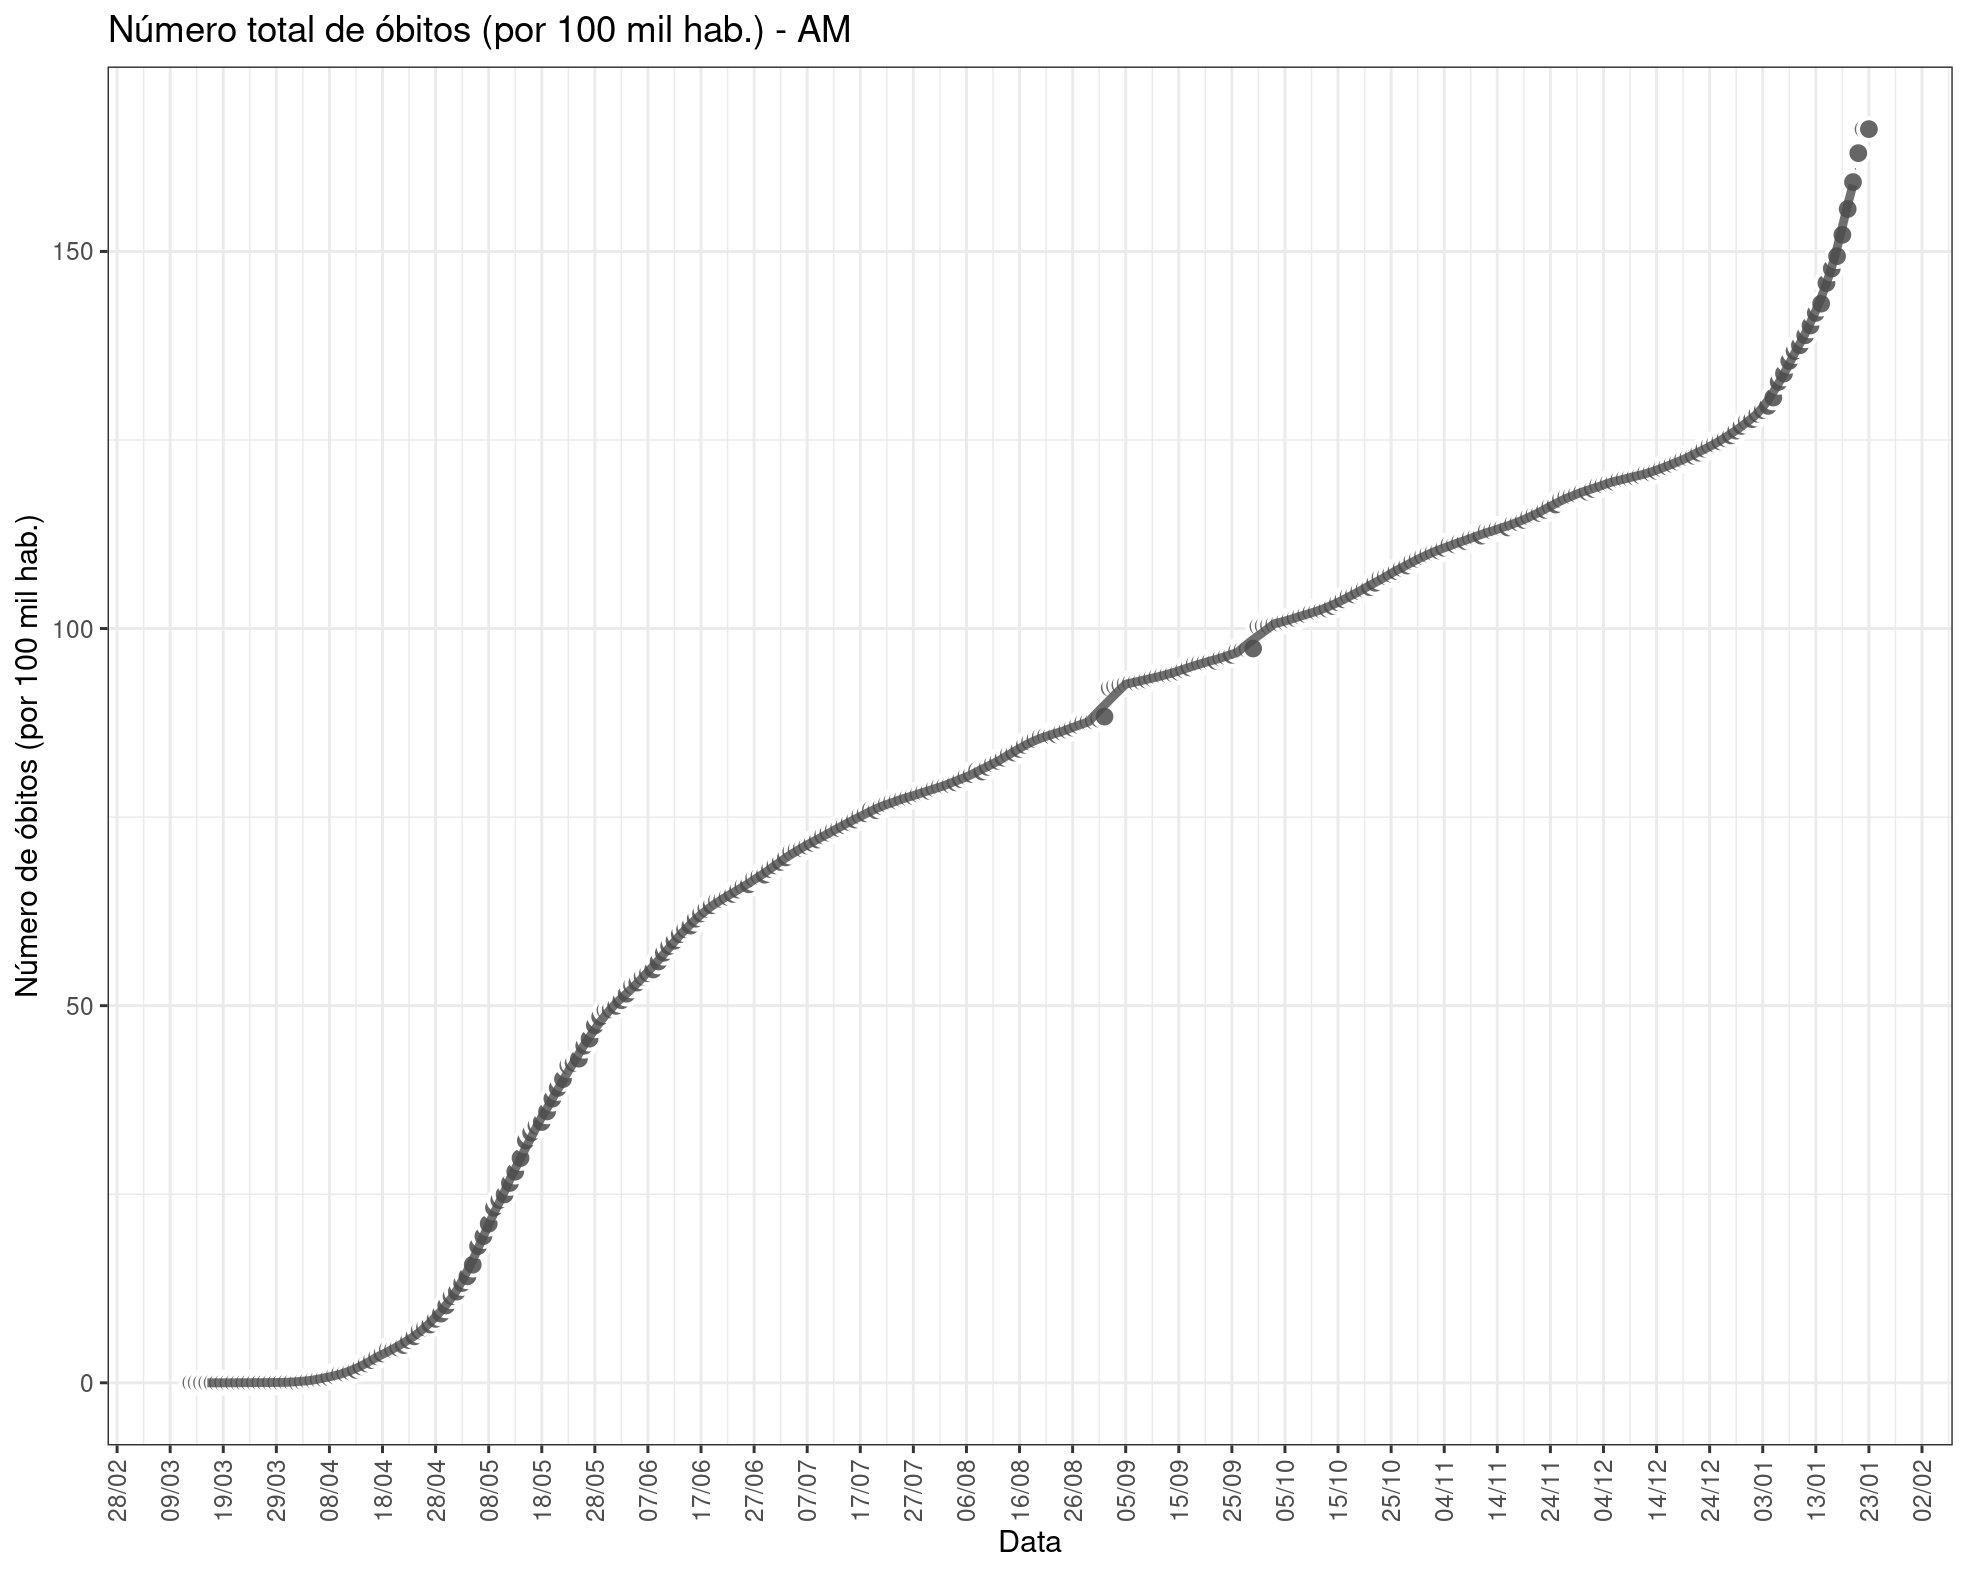 Número total de óbitos (por 100 mil hab.) - AM
Número de óbitos (por 100 mil hab.)
150
100
50
0
28/02 09/03 19/03 29/03 08/04 18/04 28/04 08/05 18/05 28/05 07/06 17/06 27/06 07/07 17/07 27/07 06/08 16/08 26/08 05/09 15/09 25/09 05/10 15/10 25/10 04/11 14/11 24/11 04/12 14/12 24/12 03/01 13/01 23/01 02/02
Data